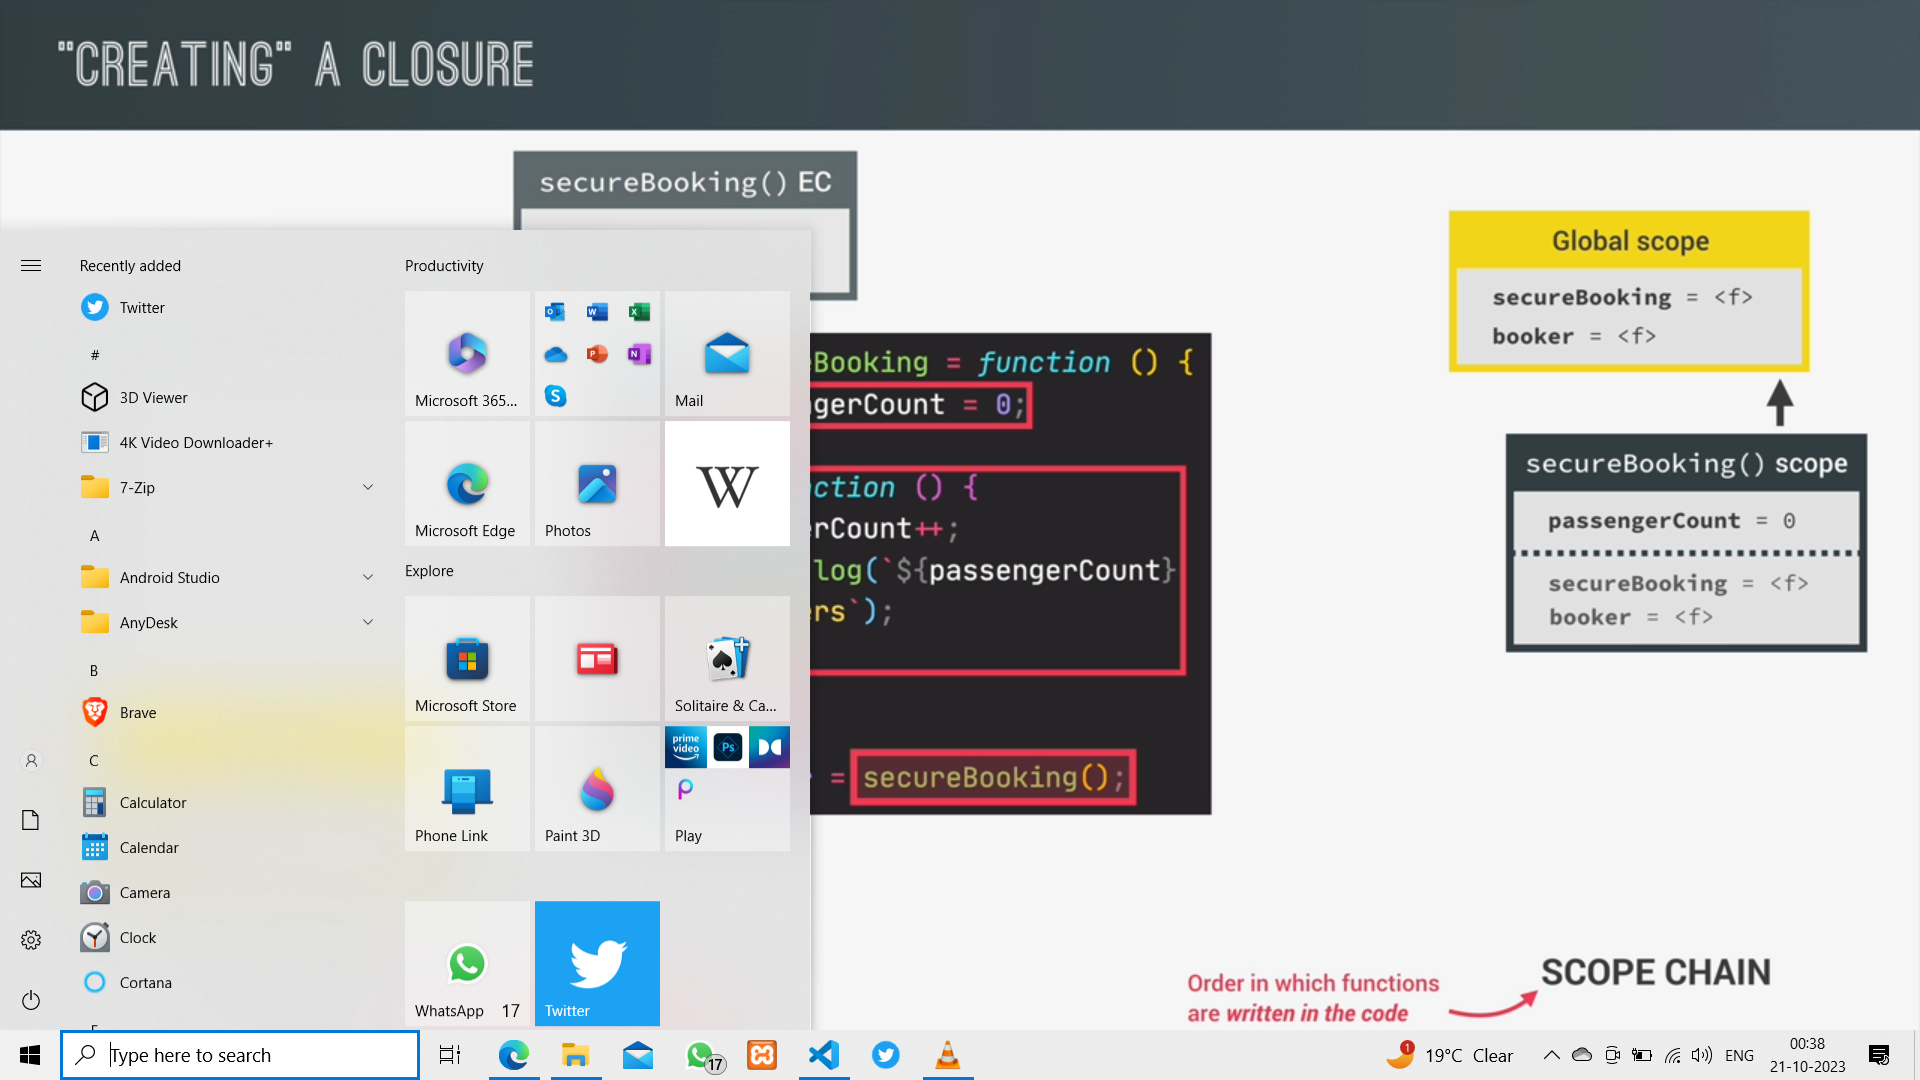 "CREATING" A CLOSURE
secureBooking() EC
Global scope
secureBooking = <f>
booker = <f>
secureBooking() scope
passengerCount = 0
secureBooking = <f>
booker = <f>
Booking = function () {
ngerCount = 0;
ction () {
rCount++;
log(`${passengerCount}
rs`);
= secureBooking();
Order in which functions
are written in the code
SCOPE CHAIN
Recently added
Twitter
#
3D Viewer
4K Video Downloader+
7-Zip
A
Android Studio
AnyDesk
B
Brave
C
Calculator
Calendar
Camera
Clock
Cortana
Productivity
Microsoft 365...
Mail
Microsoft Edge
Photos
W
Explore
Microsoft Store
Solitaire & Ca...
Phone Link
Paint 3D
prime video
Ps
Play
WhatsApp 17
Twitter
Type here to search
17
1
19°C Clear
ENG
00:38
21-10-2023